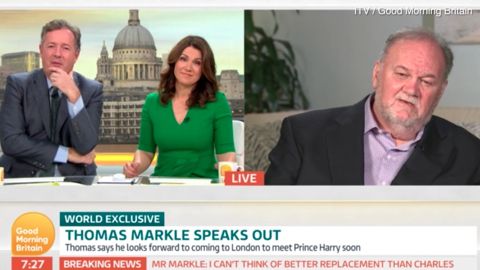 ITV / Good Morning Britain
LIVE
WORLD EXCLUSIVE
Good
Morning
Britain
THOMAS MARKLE SPEAKS OUT
Thomas says he looks forward to coming to London to meet Prince Harry soon
7:27
BREAKING NEWS
MR MARKLE: I CAN'T THINK OF BETTER REPLACEMENT THAN CHARLES